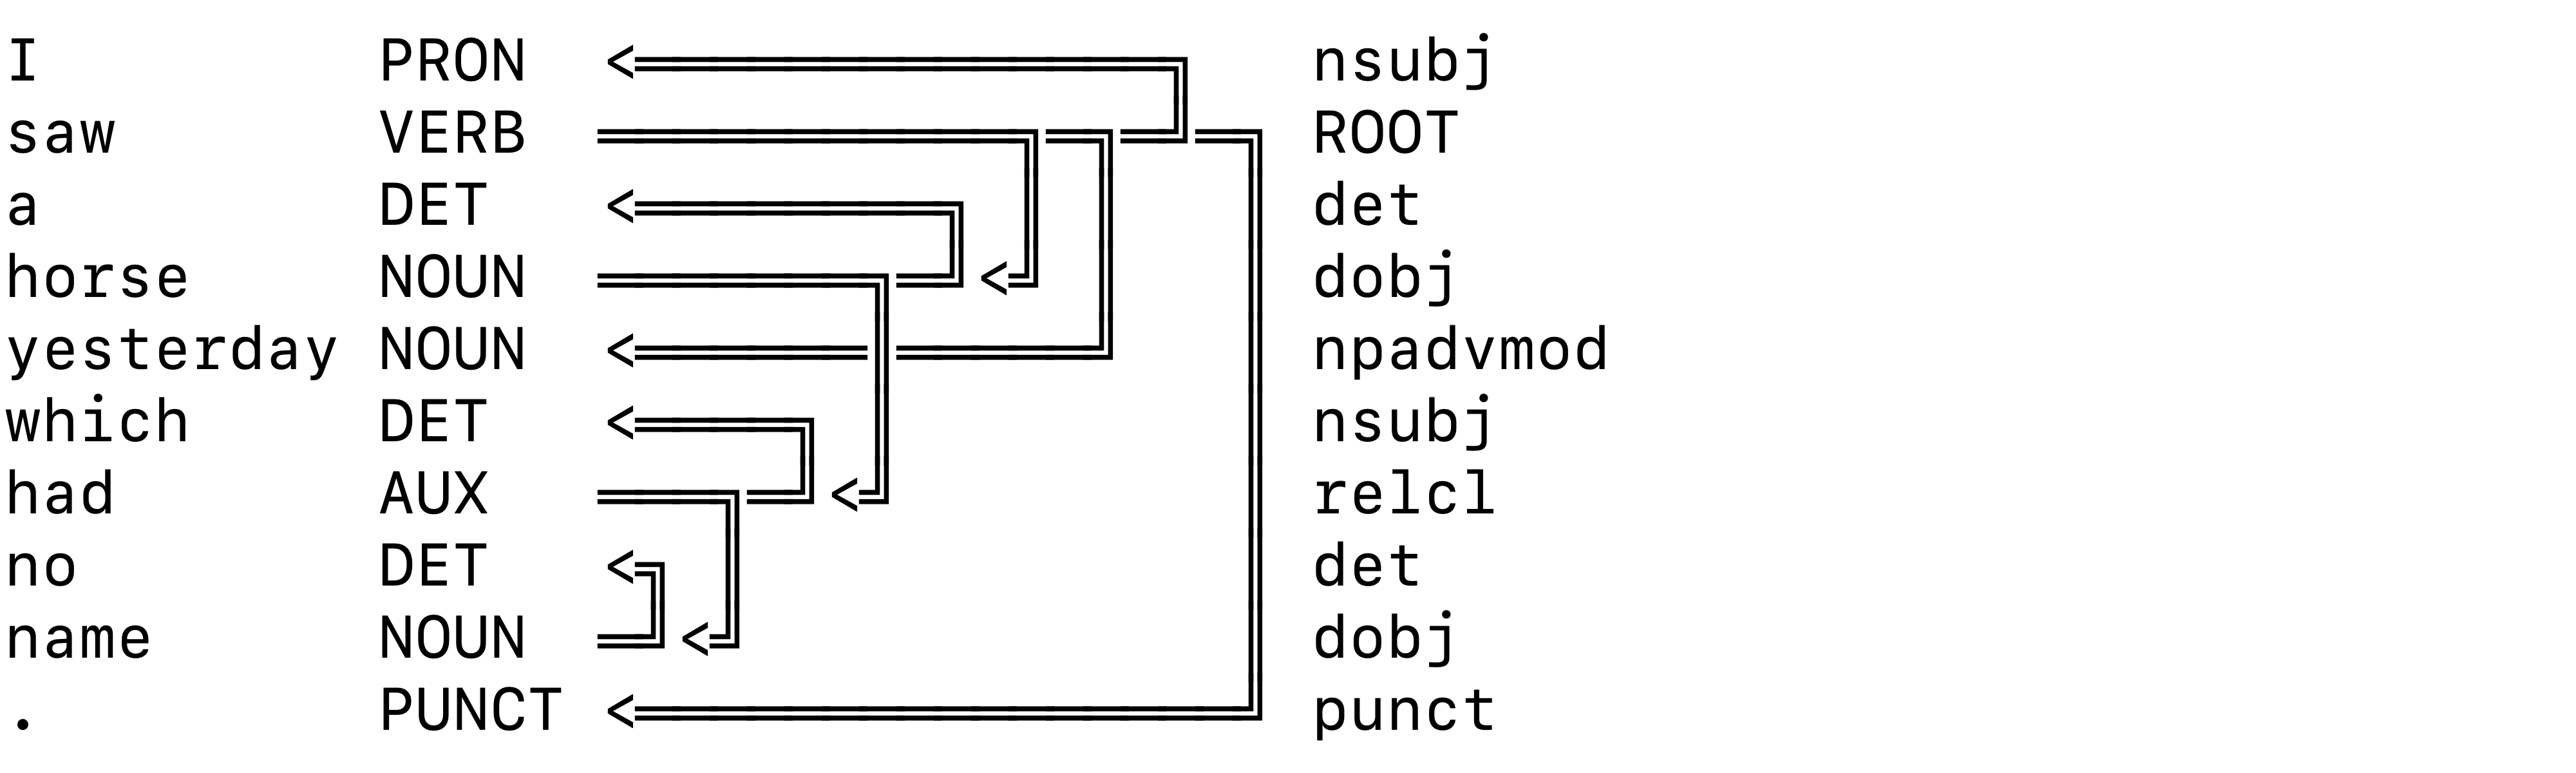 I PRON nsubj
saw VERB ROOT
a DET det
horse NOUN dobj
yesterday NOUN npadvmod
which DET nsubj
had AUX relcl
no DET det
name NOUN dobj
. PUNCT punct